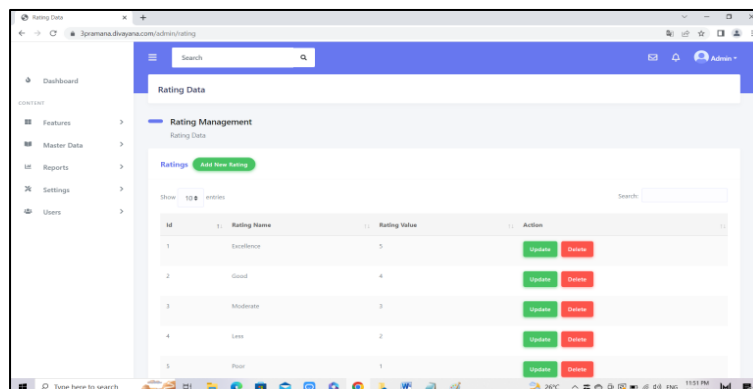 Rating Data
3pramana.divayana.com/admin/rating
Search
Admin
Dashboard
Rating Data
CONTENT
Features
Rating Management
Rating Data
Master Data
Reports
Ratings Add New Rating
Settings
Show 10 entries Search:
Users
Id Rating Name Rating Value Action
1 Excellence 5 Update Delete
2 Good 4 Update Delete
3 Moderate 3 Update Delete
4 Less 2 Update Delete
5 Poor 1 Update Delete
Type here to search 26°C ENG 11:51 PM